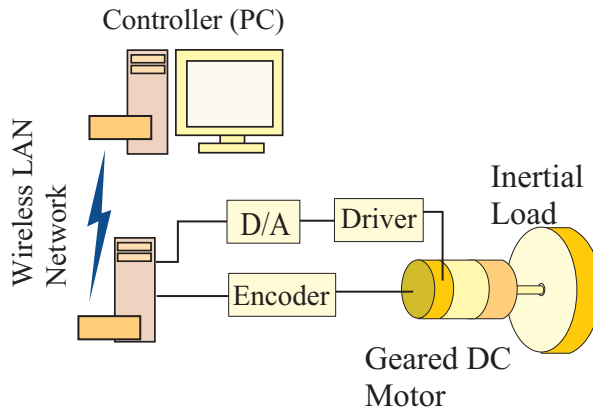 Controller (PC)
Wireless LAN
Network
D/A
Driver
Inertial
Load
Encoder
Geared DC
Motor